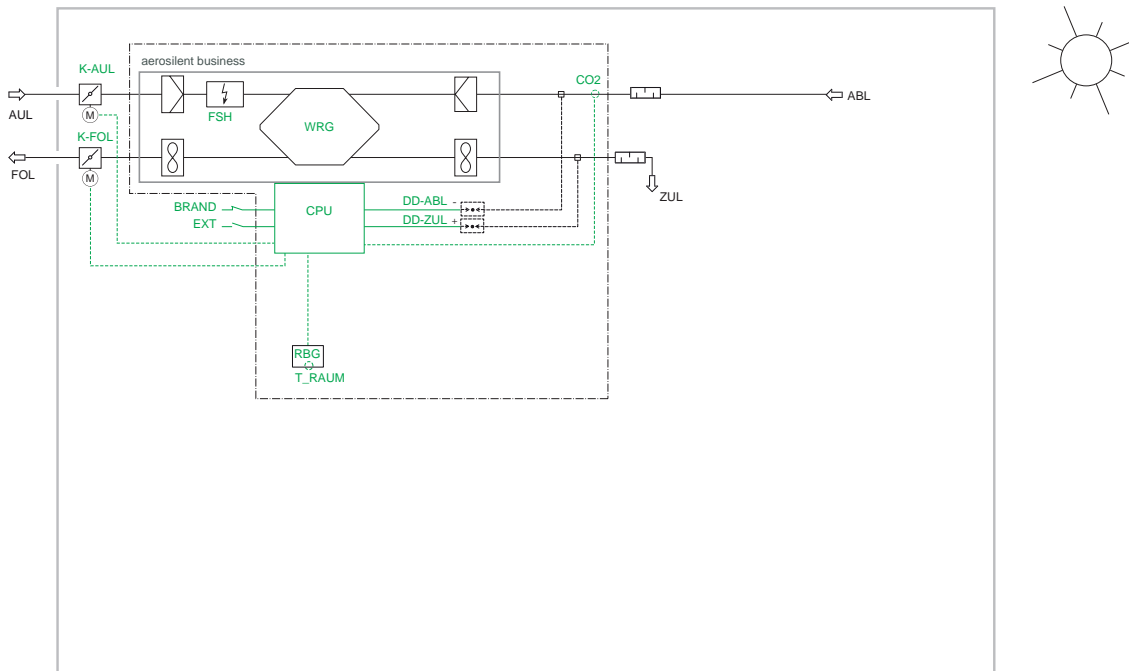 aerosilent business
K-AUL
CO2
AUL
M
FSH
WRG
ABL
K-FOL
FOL
M
ZUL
BRAND
CPU
DD-ABL -
EXT
DD-ZUL +
RBG
T_RAUM